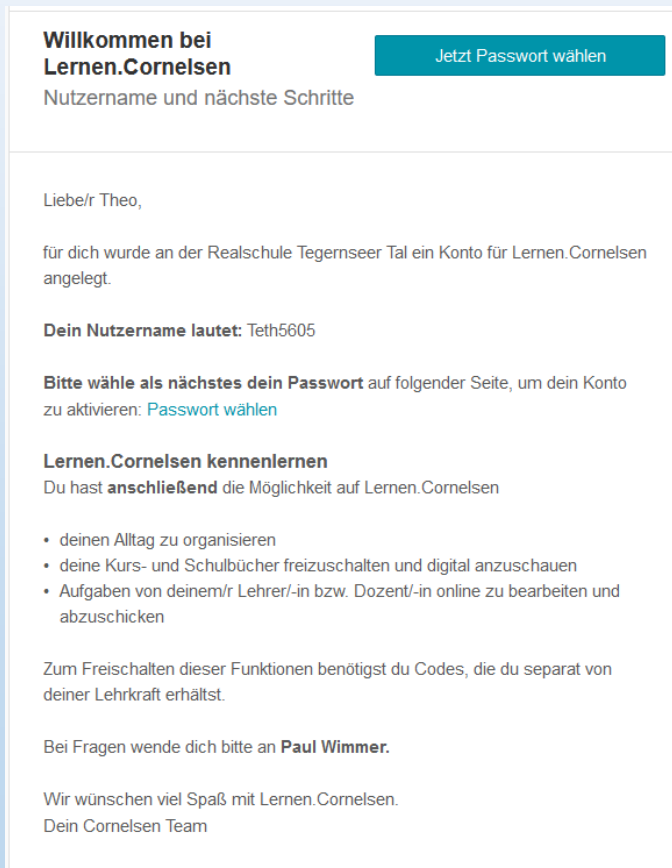 Willkommen bei
Lernen.Cornelsen
Jetzt Passwort wählen
Nutzername und nächste Schritte
Liebe/r Theo,
für dich wurde an der Realschule Tegernseer Tal ein Konto für Lernen.Cornelsen
angelegt.
Dein Nutzername lautet: Teth5605
Bitte wähle als nächstes dein Passwort auf folgender Seite, um dein Konto
zu aktivieren: Passwort wählen
Lernen.Cornelsen kennenlernen
Du hast anschließend die Möglichkeit auf Lernen.Cornelsen
• deinen Alltag zu organisieren
• deine Kurs- und Schulbücher freizuschalten und digital anzuschauen
• Aufgaben von deinem/r Lehrer/-in bzw. Dozent/-in online zu bearbeiten und
abzuschicken
Zum Freischalten dieser Funktionen benötigst du Codes, die du separat von
deiner Lehrkraft erhältst.
Bei Fragen wende dich bitte an Paul Wimmer.
Wir wünschen viel Spaß mit Lernen.Cornelsen.
Dein Cornelsen Team